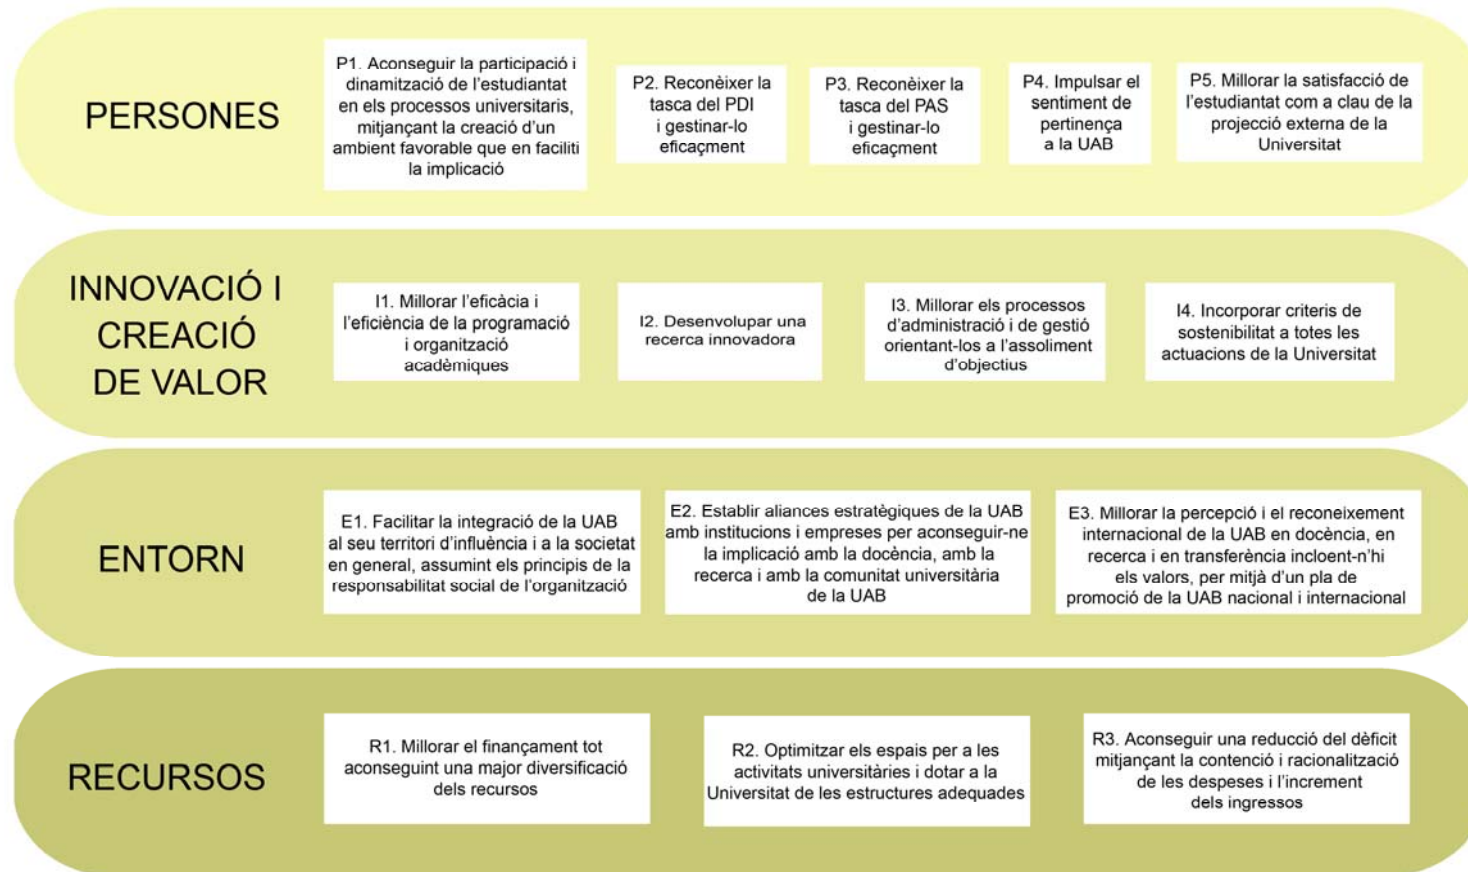 PERSONES
P1. Aconseguir la participació i
dinamització de l'estudiantat
en els processos universitaris,
mitjançant la creació d'un
ambient favorable que en faciliti
la implicació
P2. Reconèixer la
tasca del PDI
i gestinar-lo
eficaçment
P3. Reconèixer la
tasca del PAS
i gestinar-lo
eficaçment
P4. Impulsar el
sentiment de
pertinença
a la UAB
P5. Millorar la satisfacció de
l'estudiantat com a clau de la
projecció externa de la
Universitat
INNOVACIÓ I
CREACIÓ
DE VALOR
I1. Millorar l'eficàcia i
l'eficiència de la programació
i organització
acadèmiques
I2. Desenvolupar una
recerca innovadora
I3. Millorar els processos
d'administració i de gestió
orientant-los a l'assoliment
d'objectius
I4. Incorporar criteris de
sostenibilitat a totes les
actuacions de la Universitat
ENTORN
E1. Facilitar la integració de la UAB
al seu territori d'influència i a la societat
en general, assumint els principis de la
responsabilitat social de l'organització
E2. Establir aliances estratègiques de la UAB
amb institucions i empreses per aconseguir-ne
la implicació amb la docència, amb la
recerca i amb la comunitat universitària
de la UAB
E3. Millorar la percepció i el reconeixement
internacional de la UAB en docència, en
recerca i en transferència incloent-n'hi
els valors, per mitjà d'un pla de
promoció de la UAB nacional i internacional
RECURSOS
R1. Millorar el finançament tot
aconseguint una major diversificació
dels recursos
R2. Optimitzar els espais per a les
activitats universitàries i dotar a la
Universitat de les estructures adequades
R3. Aconseguir una reducció del dèficit
mitjançant la contenció i racionalització
de les despeses i l'increment
dels ingressos